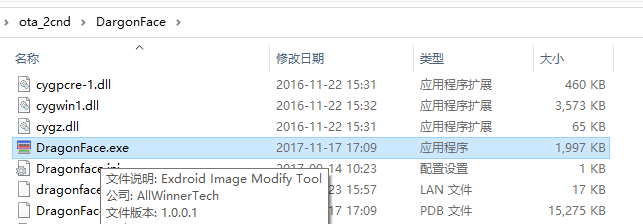 ota_2cnd > DargonFace
名称 修改日期 类型 大小
cygpcre-1.dll 2016-11-22 15:31 应用程序扩展 460 KB
cygwin1.dll 2016-11-22 15:32 应用程序扩展 3,573 KB
cygz.dll 2016-11-22 15:31 应用程序扩展 65 KB
DragonFace.exe 2017-11-17 17:09 应用程序 1,997 KB
14 10:23 配置设置 1 KB
文件说明: Exdroid Image Modify Tool
dragonface 23 15:57 LAN 文件 17 KB
公司: AllWinnerTech
DragonFace 17 17:09 PDB 文件 15,275 KB
文件版本: 1.0.0.1